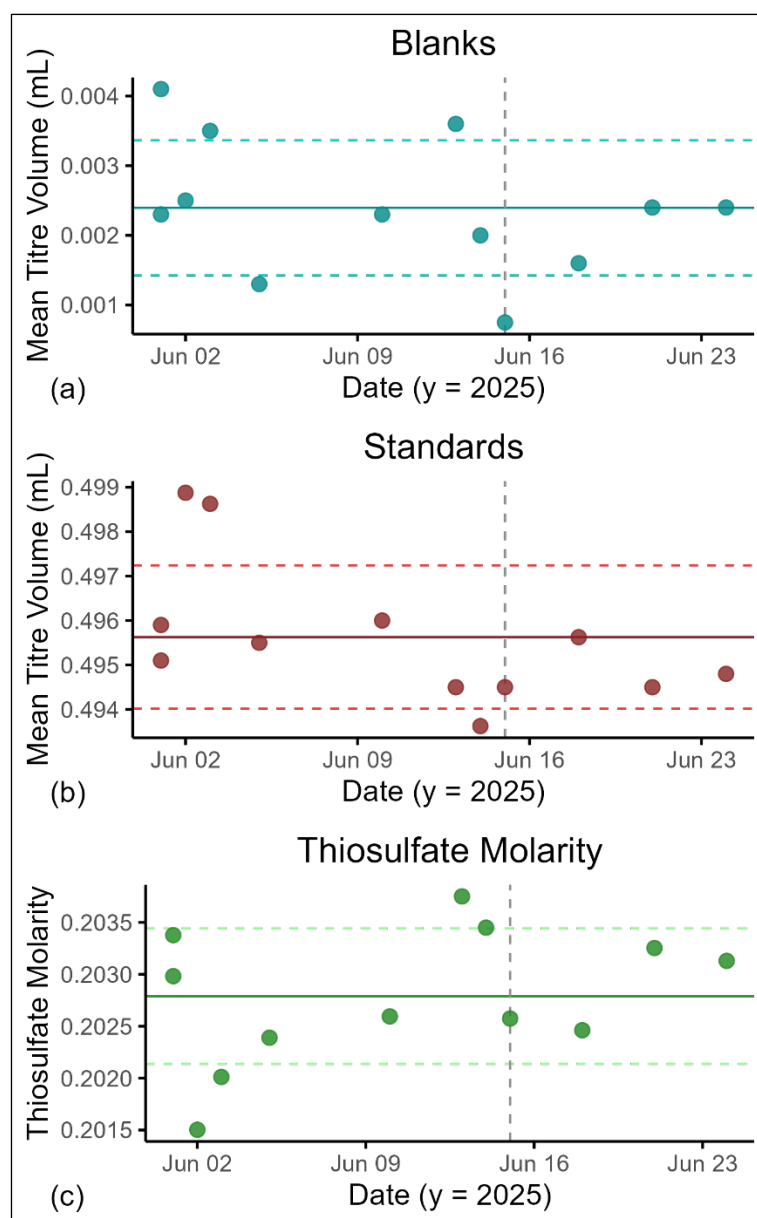 Blanks
Mean Titre Volume (mL)
0.004
0.003
0.002
0.001
Jun 02 Jun 09 Jun 16 Jun 23
(a) Date (y = 2025)
Standards
Mean Titre Volume (mL)
0.499
0.498
0.497
0.496
0.495
0.494
Jun 02 Jun 09 Jun 16 Jun 23
(b) Date (y = 2025)
Thiosulfate Molarity
Thiosulfate Molarity
0.2035
0.2030
0.2025
0.2020
0.2015
Jun 02 Jun 09 Jun 16 Jun 23
(c) Date (y = 2025)